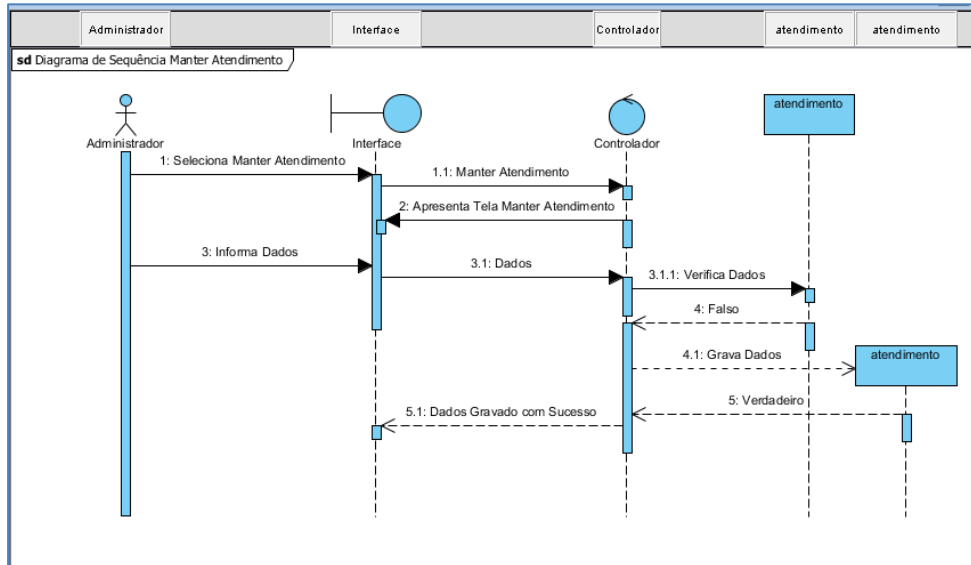 Administrador
Interface
Controlador
atendimento
atendimento
sd Diagrama de Sequência Manter Atendimento
atendimento
Administrador
Interface
Controlador
1: Seleciona Manter Atendimento
1.1: Manter Atendimento
2: Apresenta Tela Manter Atendimento
3: Informa Dados
3.1: Dados
3.1.1: Verifica Dados
4: Falso
4.1: Grava Dados
atendimento
5: Verdadeiro
5.1: Dados Gravado com Sucesso